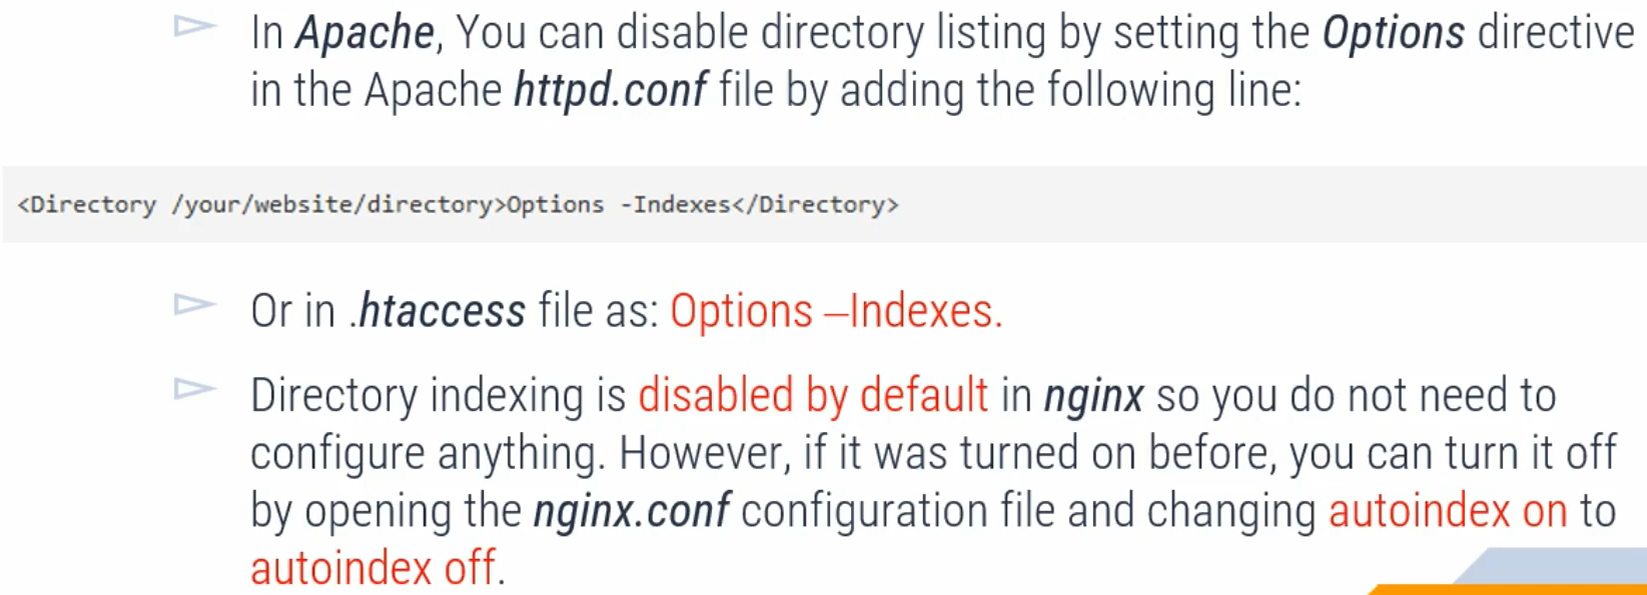 In Apache, You can disable directory listing by setting the Options directive
in the Apache httpd.conf file by adding the following line:
<Directory /your/website/directory>Options -Indexes</Directory>
Or in .htaccess file as: Options –Indexes.
Directory indexing is disabled by default in nginx so you do not need to
configure anything. However, if it was turned on before, you can turn it off
by opening the nginx.conf configuration file and changing autoindex on to
autoindex off.